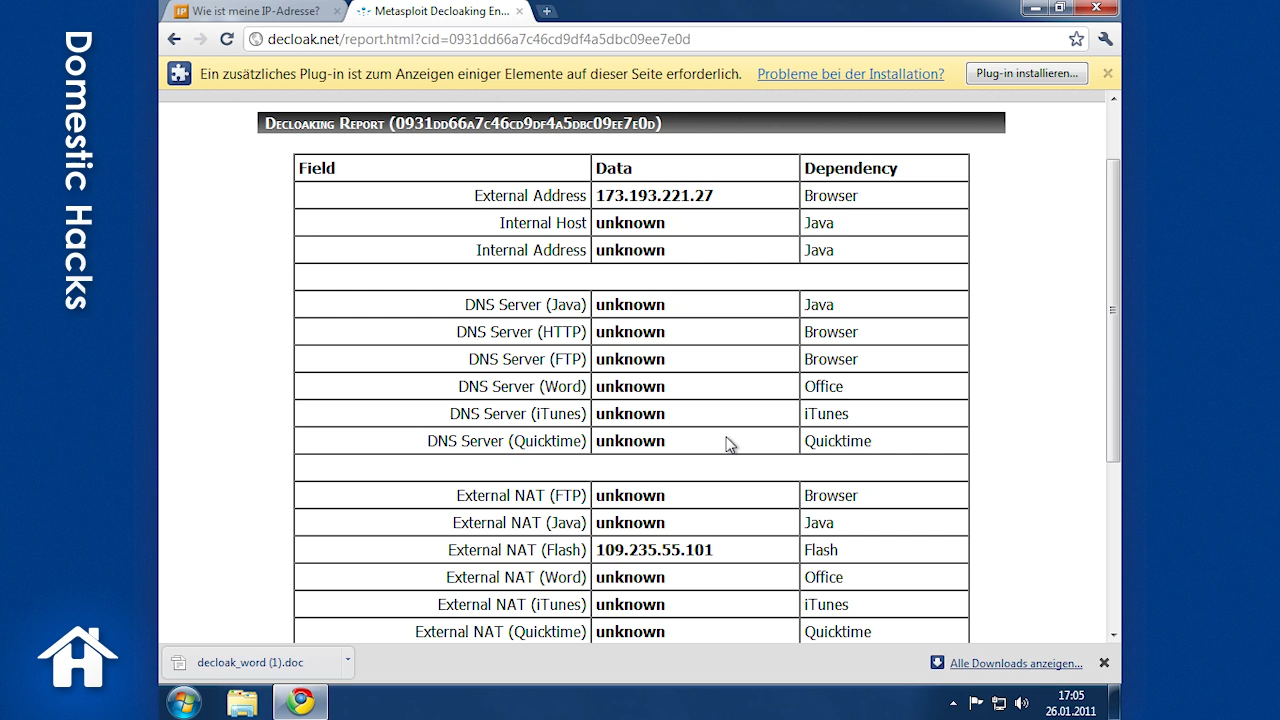 Domestic Hacks
Wie ist meine IP-Adresse?
Metasploit Decloaking En...
decloak.net/report.html?cid=0931dd66a7c46cd9df4a5dbc09ee7e0d
Ein zusätzliches Plug-in ist zum Anzeigen einiger Elemente auf dieser Seite erforderlich. Probleme bei der Installation? Plug-in installieren...
Decloaking Report (0931dd66a7c46cd9df4a5dbc09ee7e0d)
Field Data Dependency
External Address 173.193.221.27 Browser
Internal Host unknown Java
Internal Address unknown Java
DNS Server (Java) unknown Java
DNS Server (HTTP) unknown Browser
DNS Server (FTP) unknown Browser
DNS Server (Word) unknown Office
DNS Server (iTunes) unknown iTunes
DNS Server (Quicktime) unknown Quicktime
External NAT (FTP) unknown Browser
External NAT (Java) unknown Java
External NAT (Flash) 109.235.55.101 Flash
External NAT (Word) unknown Office
External NAT (iTunes) unknown iTunes
External NAT (Quicktime) unknown Quicktime
decloak_word (1).doc
Alle Downloads anzeigen...
17:05
26.01.2011